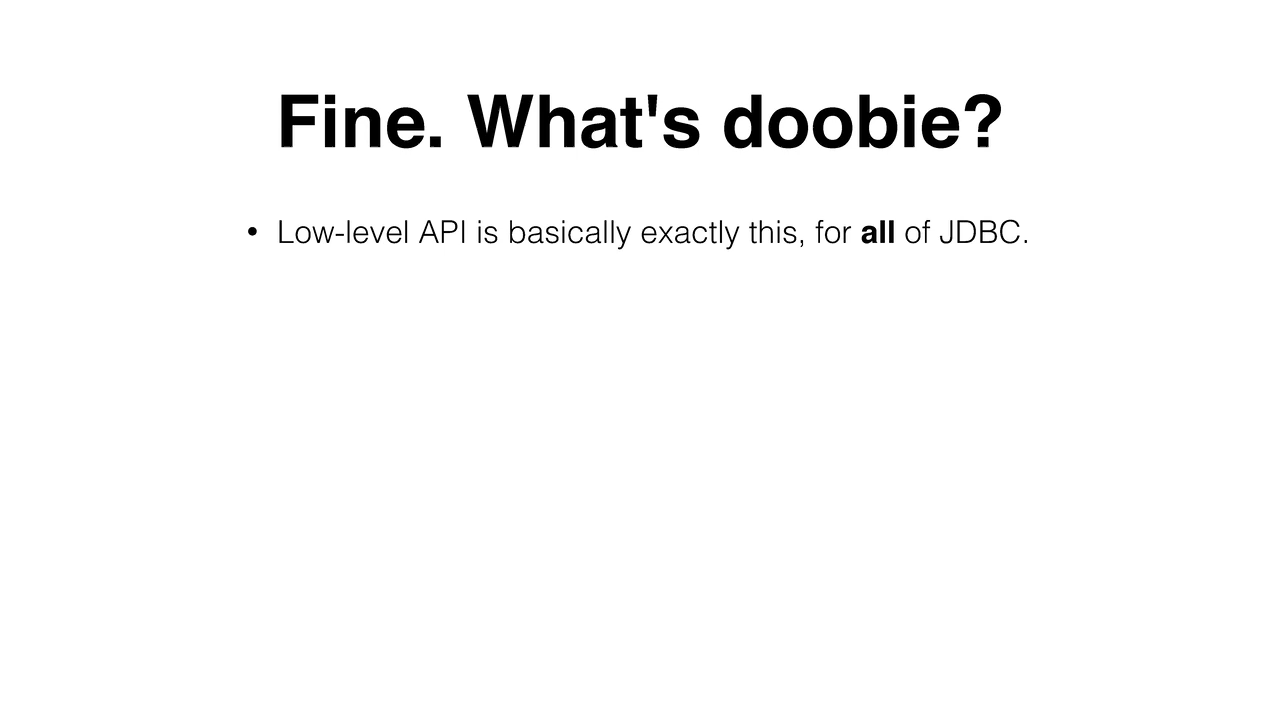 Fine. What's doobie?
• Low-level API is basically exactly this, for all of JDBC.